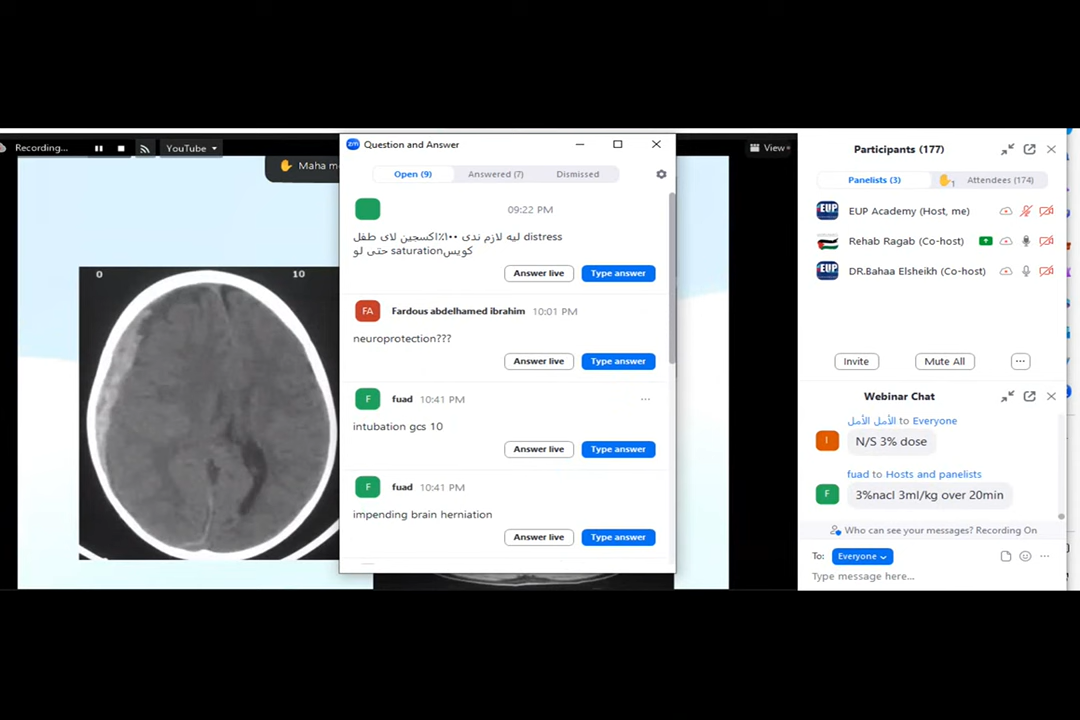 Recording...
YouTube
Maha m
View
0
10
Question and Answer
Open (9)
Answered (7)
Dismissed
09:22 PM
ليه لازم ندى ١٠٠٪اكسجين لاى طفل distress
حتى لو saturationكويس
Answer live
Type answer
FA
Fardous abdelhamed ibrahim
10:01 PM
neuroprotection???
Answer live
Type answer
F
fuad
10:41 PM
...
intubation gcs 10
Answer live
Type answer
F
fuad
10:41 PM
impending brain herniation
Answer live
Type answer
Participants (177)
Panelists (3)
1
Attendees (174)
EUP
EUP Academy (Host, me)
Rehab Ragab (Co-host)
EUP
DR.Bahaa Elsheikh (Co-host)
Invite
Mute All
...
Webinar Chat
الأمل الأمل to Everyone
I
N/S 3% dose
fuad to Hosts and panelists
F
3%nacl 3ml/kg over 20min
Who can see your messages? Recording On
To:
Everyone
...
Type message here...